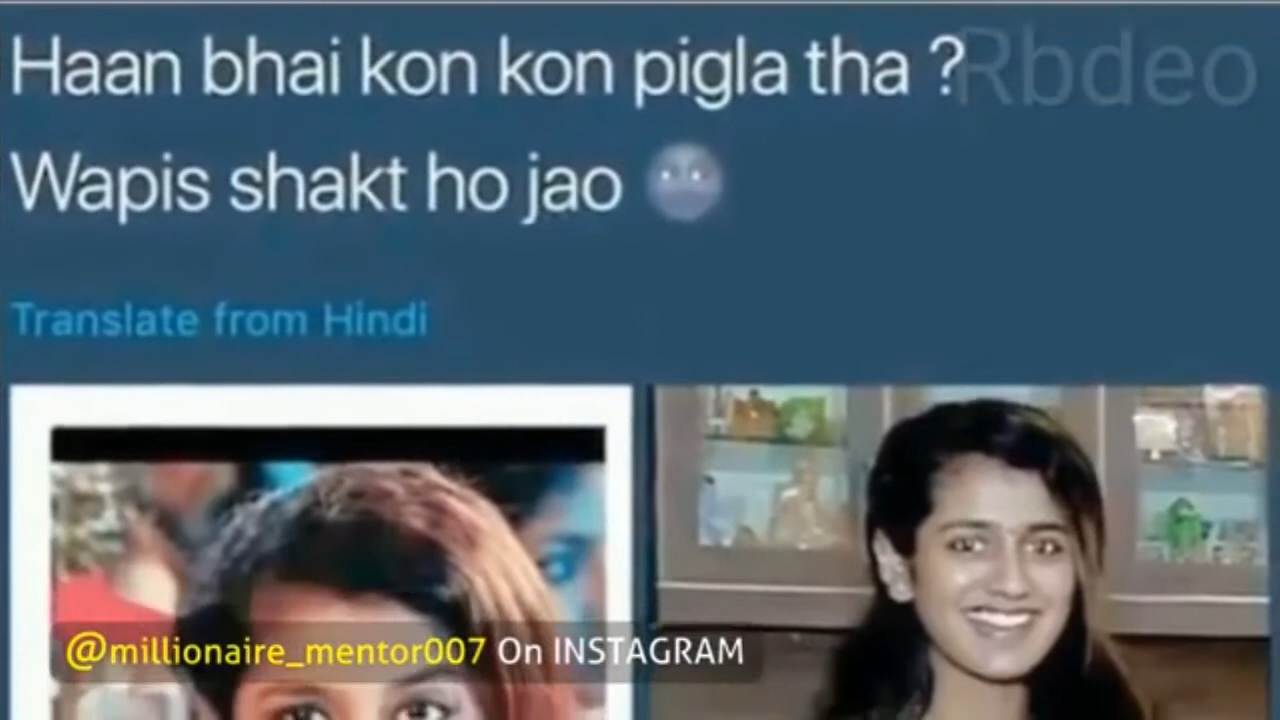 Haan bhai kon kon pigla tha ?
Rbdeo
Wapis shakt ho jao
Translate from Hindi
@millionaire_mentor007 On INSTAGRAM